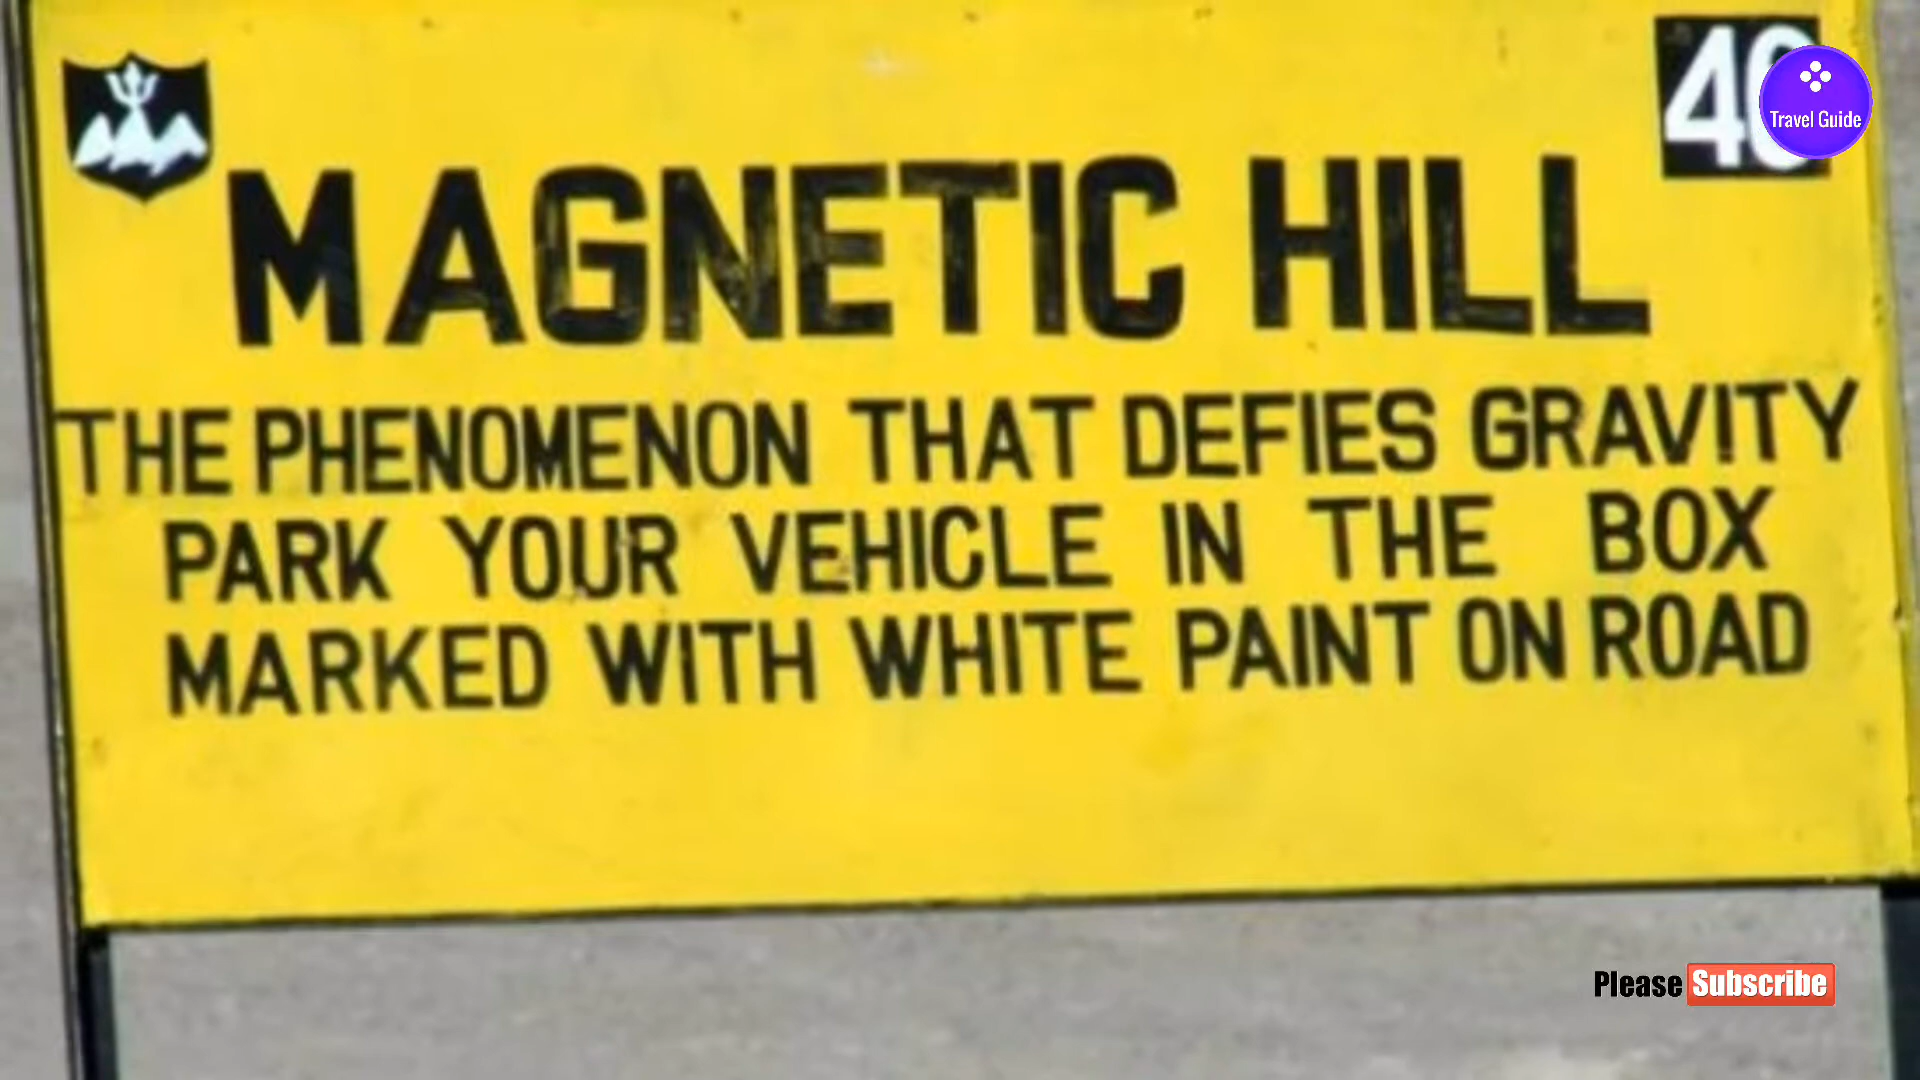 MAGNETIC HILL
THE PHENOMENON THAT DEFIES GRAVITY
PARK YOUR VEHICLE IN THE BOX
MARKED WITH WHITE PAINT ON ROAD
Travel Guide
Please Subscribe